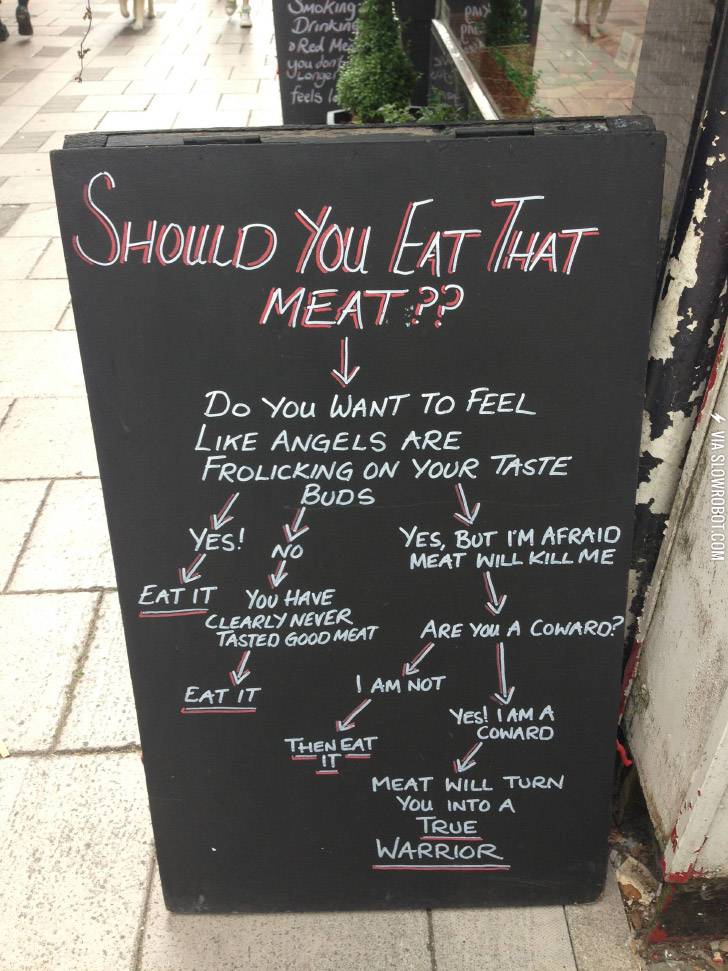 Smoking
Drinking
Red
you don't
Longer
feels
SHOULD YOU EAT THAT
MEAT??
DO YOU WANT TO FEEL
LIKE ANGELS ARE
FROLICKING ON YOUR TASTE
BUDS
YES!
NO
YES, BUT I'M AFRAID
MEAT WILL KILL ME
EAT IT
YOU HAVE
CLEARLY NEVER
TASTED GOOD MEAT
ARE YOU A COWARD?
EAT IT
I AM NOT
YES! I AM A
COWARD
THEN EAT
IT
MEAT WILL TURN
YOU INTO A
TRUE
WARRIOR
VIA SLOWROBOT.COM